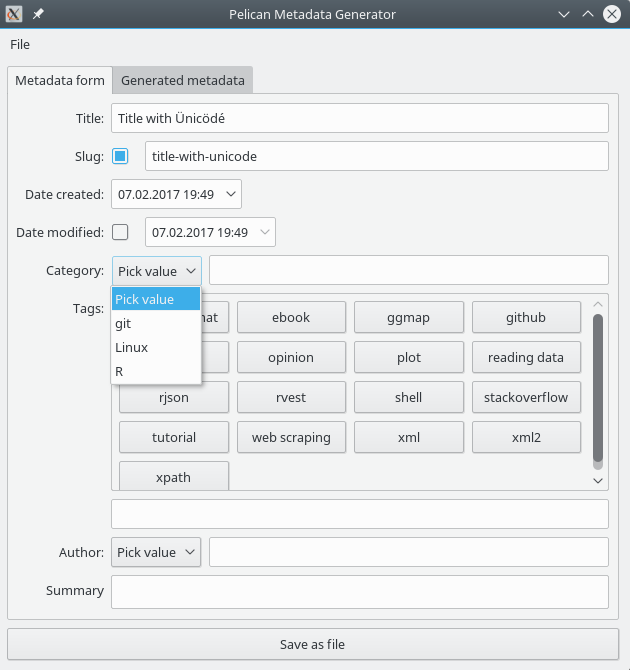 Pelican Metadata Generator
File
Metadata form Generated metadata
Title: Title with Ünicödé
Slug: title-with-unicode
Date created: 07.02.2017 19:49
Date modified: 07.02.2017 19:49
Category: Pick value
Pick value
git
Linux
R
Tags: ebook ggmap github
opinion plot reading data
rjson rvest shell stackoverflow
tutorial web scraping xml xml2
xpath
Author: Pick value
Summary
Save as file